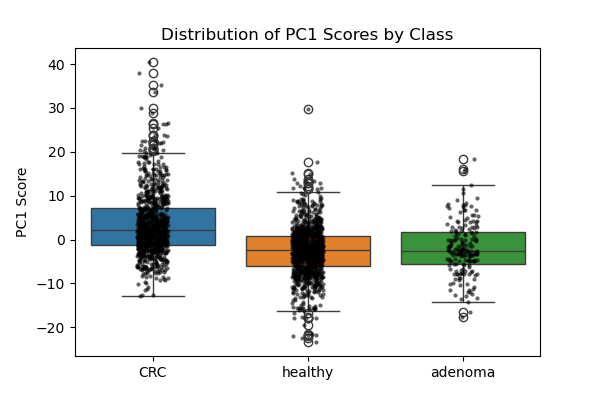 Distribution of PC1 Scores by Class
PC1 Score
40
30
20
10
0
−10
−20
CRC
healthy
adenoma